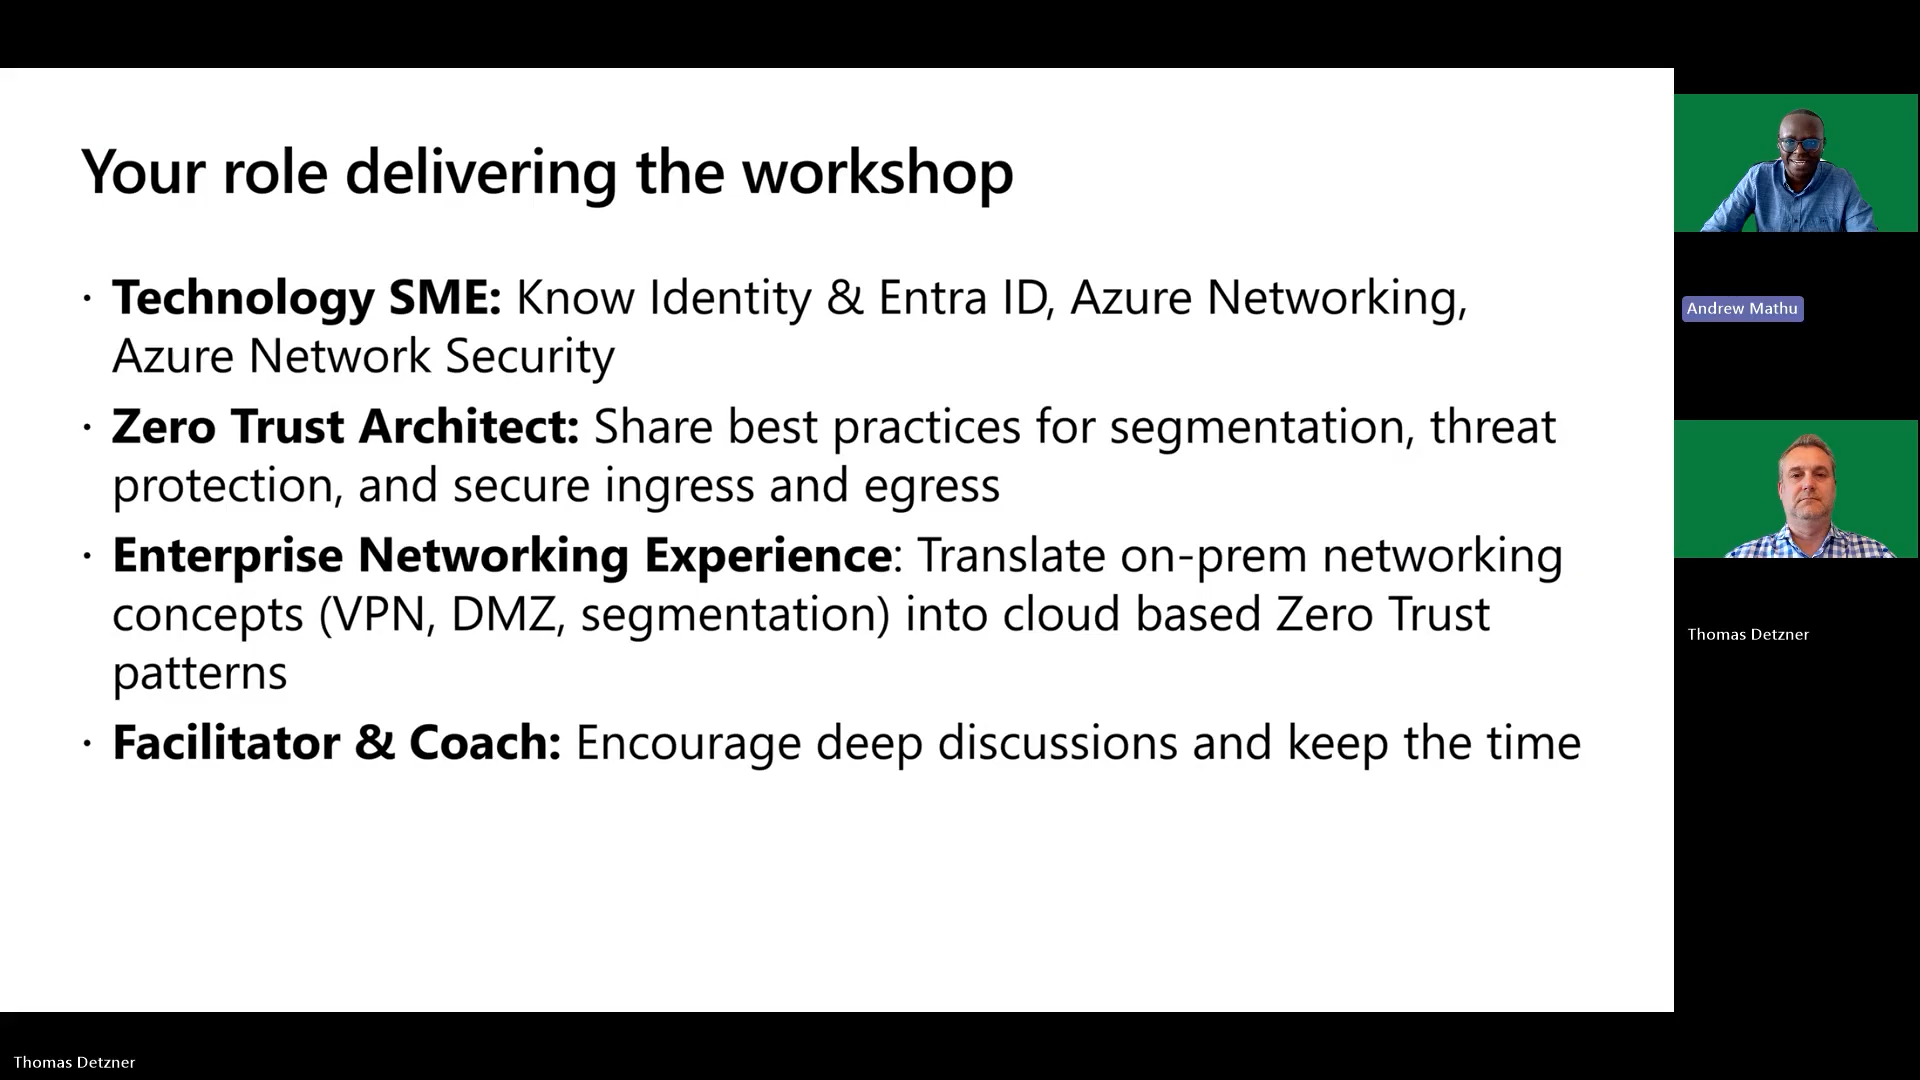 Your role delivering the workshop
· Technology SME: Know Identity & Entra ID, Azure Networking,
Azure Network Security
· Zero Trust Architect: Share best practices for segmentation, threat
protection, and secure ingress and egress
· Enterprise Networking Experience: Translate on-prem networking
concepts (VPN, DMZ, segmentation) into cloud based Zero Trust
patterns
· Facilitator & Coach: Encourage deep discussions and keep the time
Andrew Mathu
Thomas Detzner
Thomas Detzner